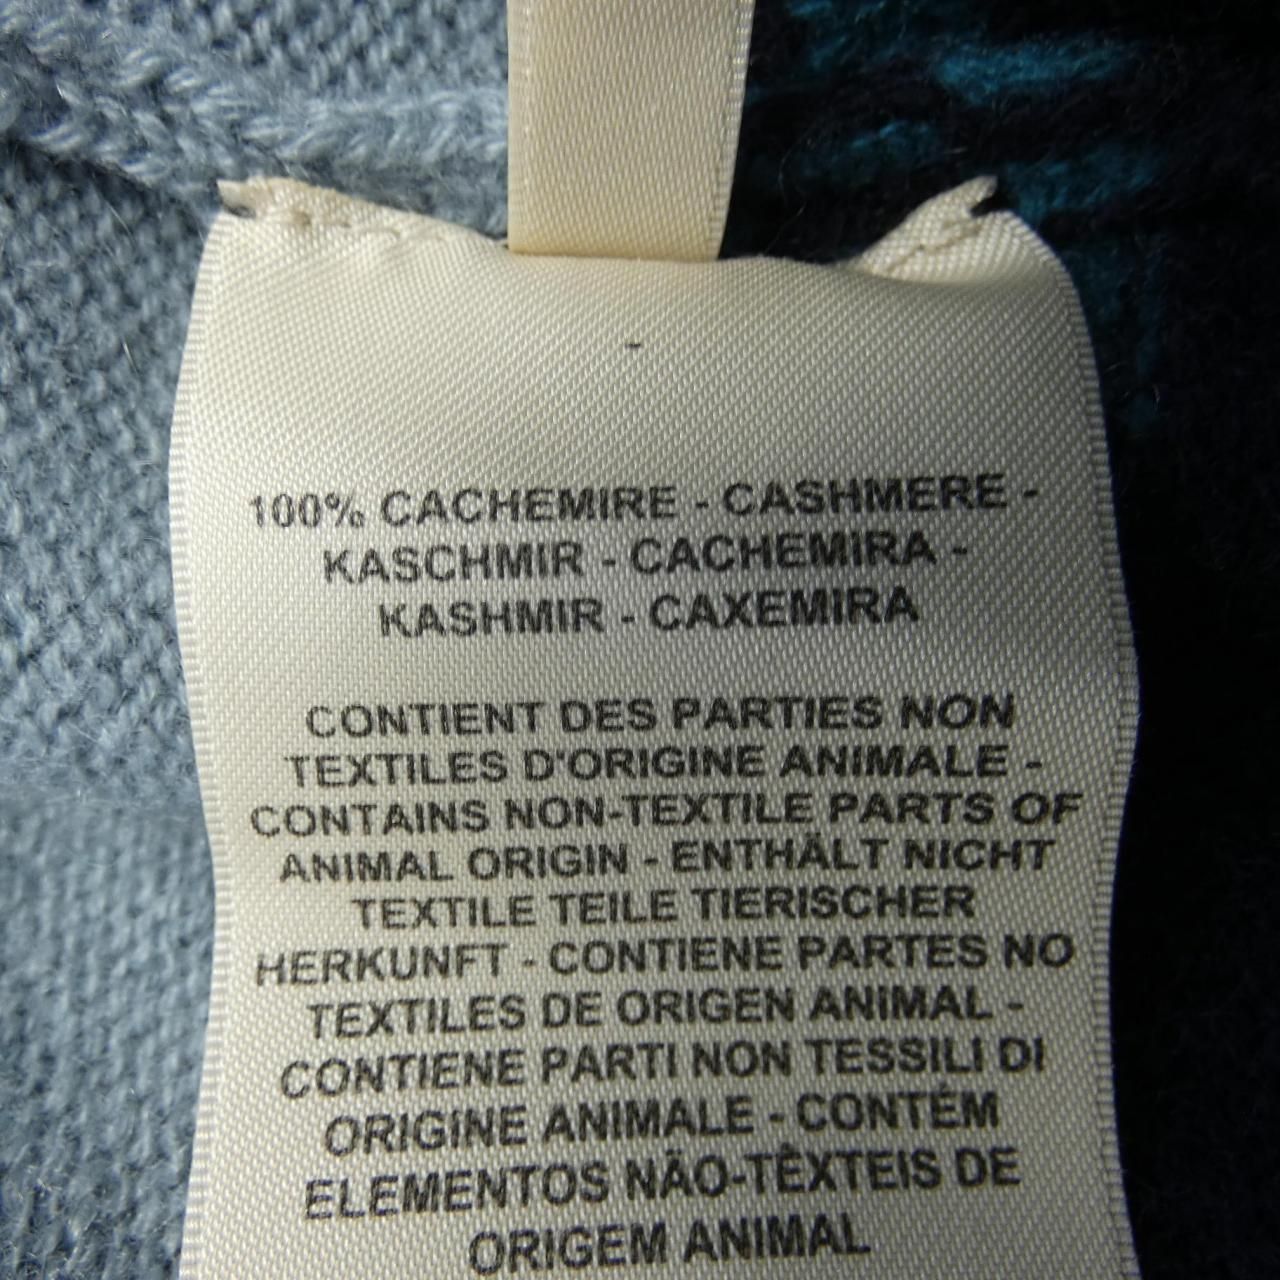 -
100% CACHEMIRE - CASHMERE -
KASCHMIR - CACHEMIRA -
KASHMIR - CAXEMIRA
CONTIENT DES PARTIES NON
TEXTILES D'ORIGINE ANIMALE -
CONTAINS NON-TEXTILE PARTS OF
ANIMAL ORIGIN - ENTHÄLT NICHT
TEXTILE TEILE TIERISCHER
HERKUNFT - CONTIENE PARTES NO
TEXTILES DE ORIGEN ANIMAL -
CONTIENE PARTI NON TESSILI DI
ORIGINE ANIMALE - CONTÉM
ELEMENTOS NÃO-TÊXTEIS DE
ORIGEM ANIMAL